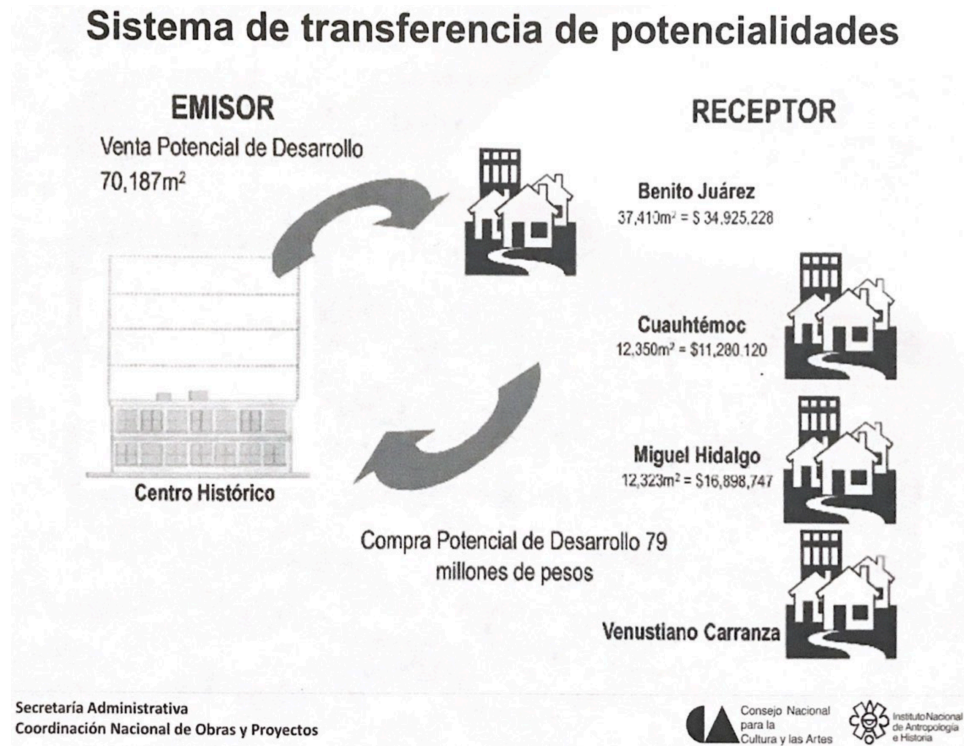 Sistema de transferencia de potencialidades
EMISOR
Venta Potencial de Desarrollo
70,187m²
Centro Histórico
RECEPTOR
Benito Juárez
37,410m² = $ 34,925,228
Cuauhtémoc
12,350m² = $11,280.120
Miguel Hidalgo
12,323m² = $16,898,747
Venustiano Carranza
Compra Potencial de Desarrollo 79
millones de pesos
Secretaría Administrativa
Coordinación Nacional de Obras y Proyectos
Consejo Nacional
para la
Cultura y las Artes
Instituto Nacional
de Antropología
e Historia